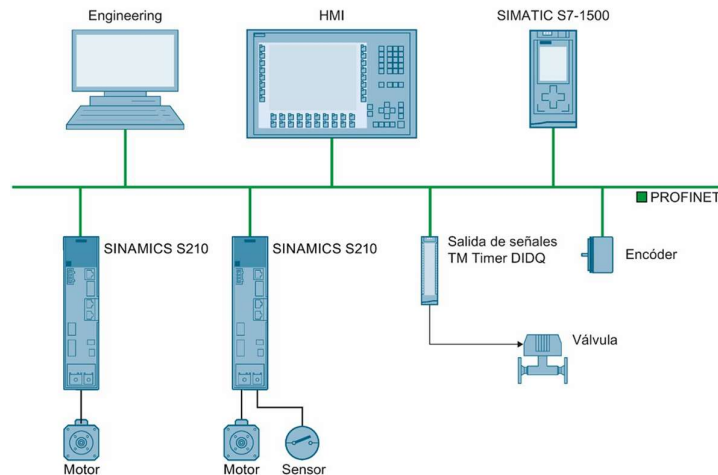 Engineering
HMI
SIMATIC S7-1500
PROFINET
SINAMICS S210
SINAMICS S210
Salida de señales
TM Timer DIDQ
Encóder
Válvula
Motor
Motor
Sensor